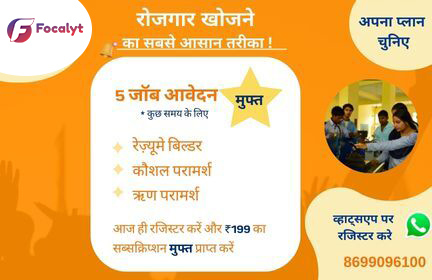 Focalyt
रोजगार खोजने
का सबसे आसान तरीका !
अपना प्लान
चुनिए
5 जॉब आवेदन
मुफ्त
* कुछ समय के लिए
रेज़्यूमे बिल्डर
कौशल परामर्श
ऋण परामर्श
आज ही रजिस्टर करें और ₹199 का
सब्सक्रिप्शन मुफ्त प्राप्त करें
व्हाट्सएप पर
रजिस्टर करे
8699096100